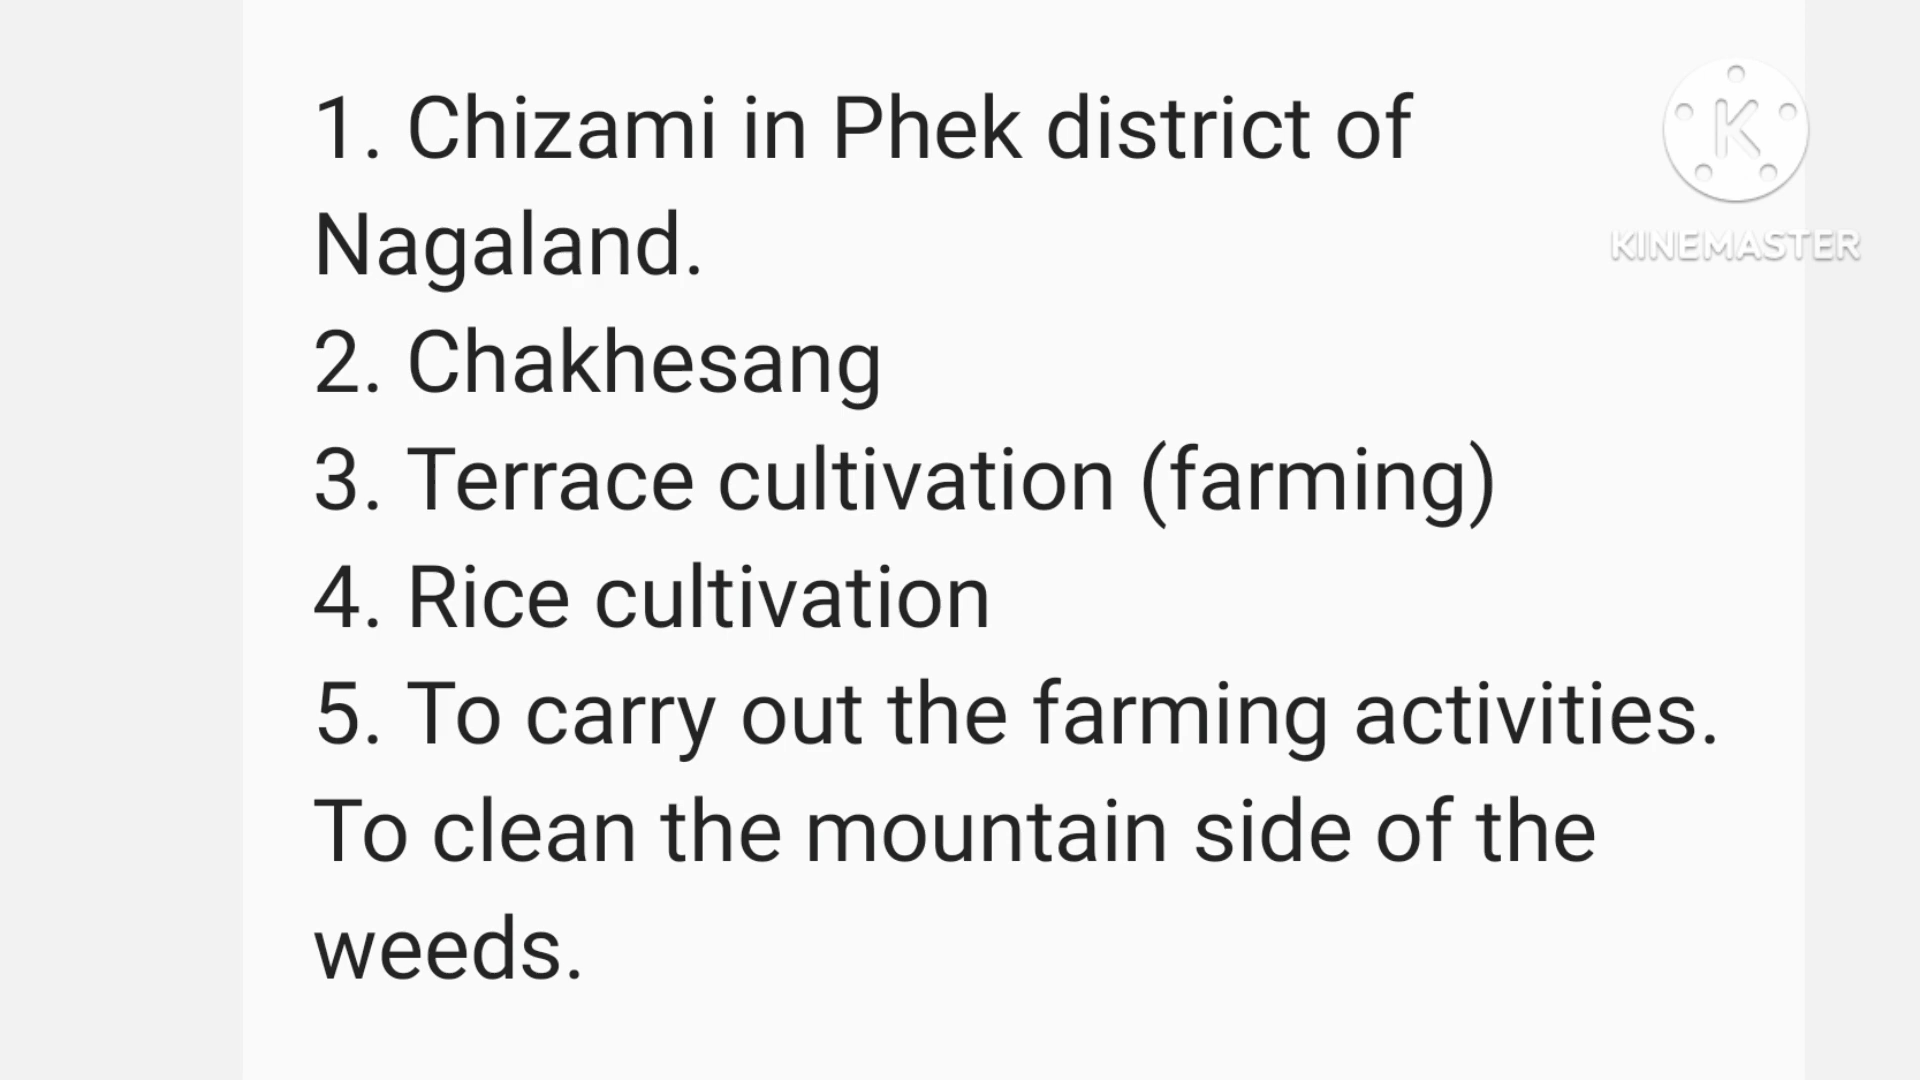 1. Chizami in Phek district of
Nagaland.
2. Chakhesang
3. Terrace cultivation (farming)
4. Rice cultivation
5. To carry out the farming activities.
To clean the mountain side of the
weeds.
K
KINEMASTER